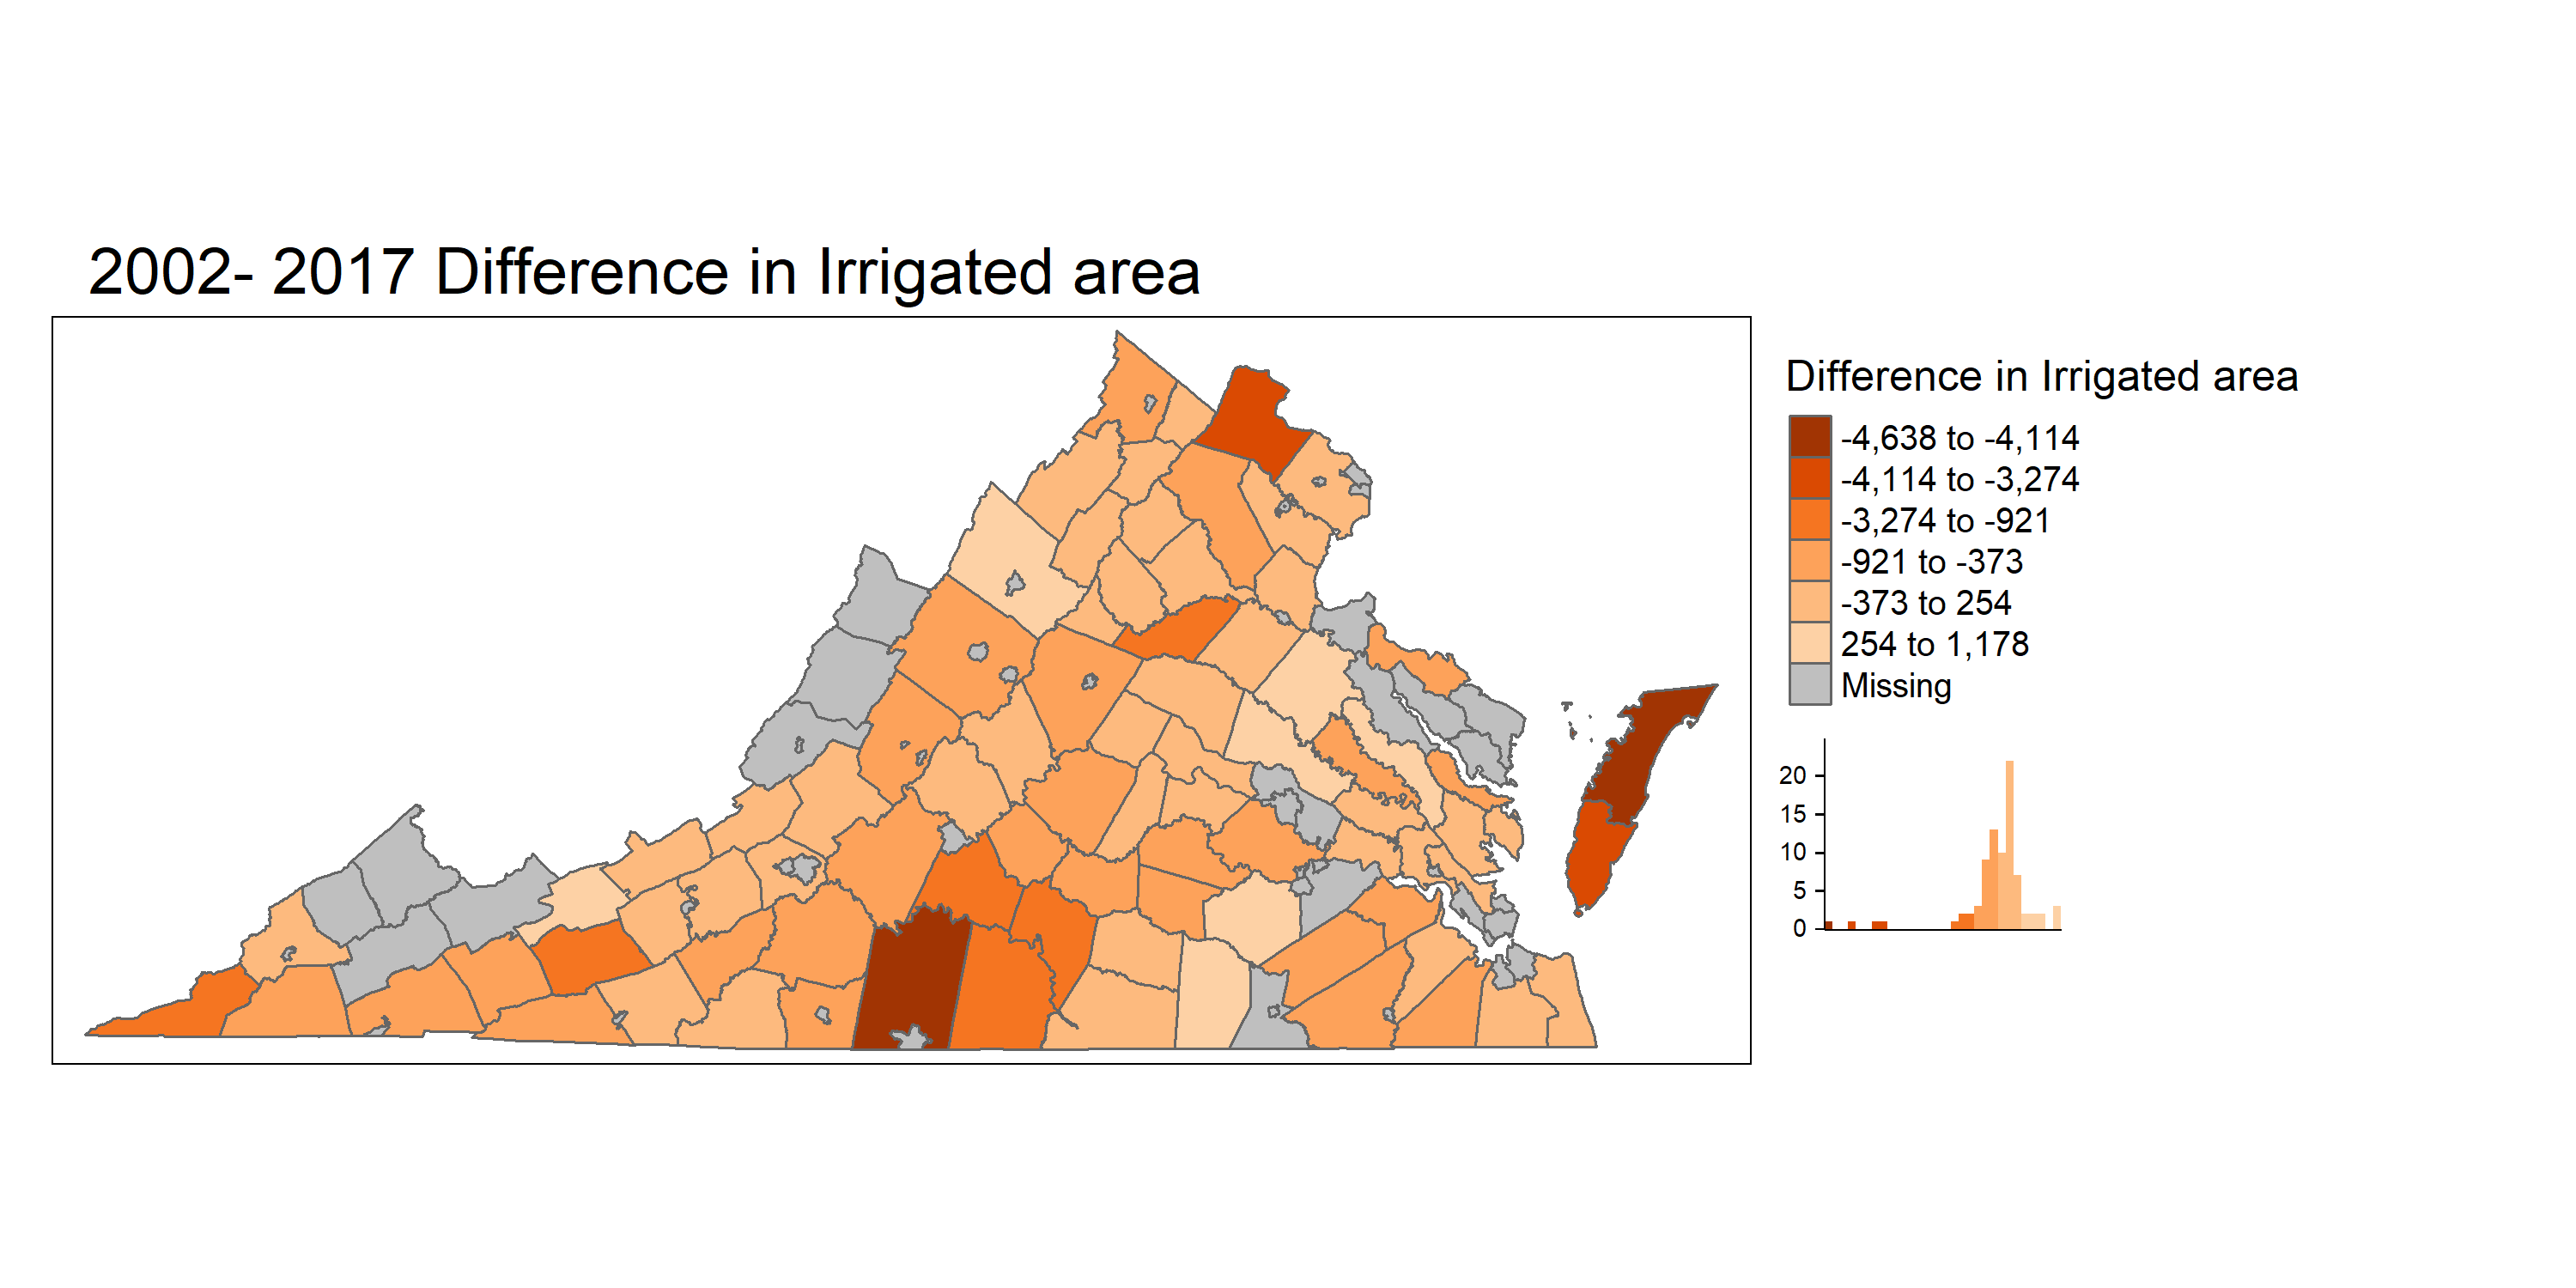 2002- 2017 Difference in Irrigated area
Difference in Irrigated area
-4,638 to -4,114
-4,114 to -3,274
-3,274 to -921
-921 to -373
-373 to 254
254 to 1,178
Missing
20
15
10
5
0